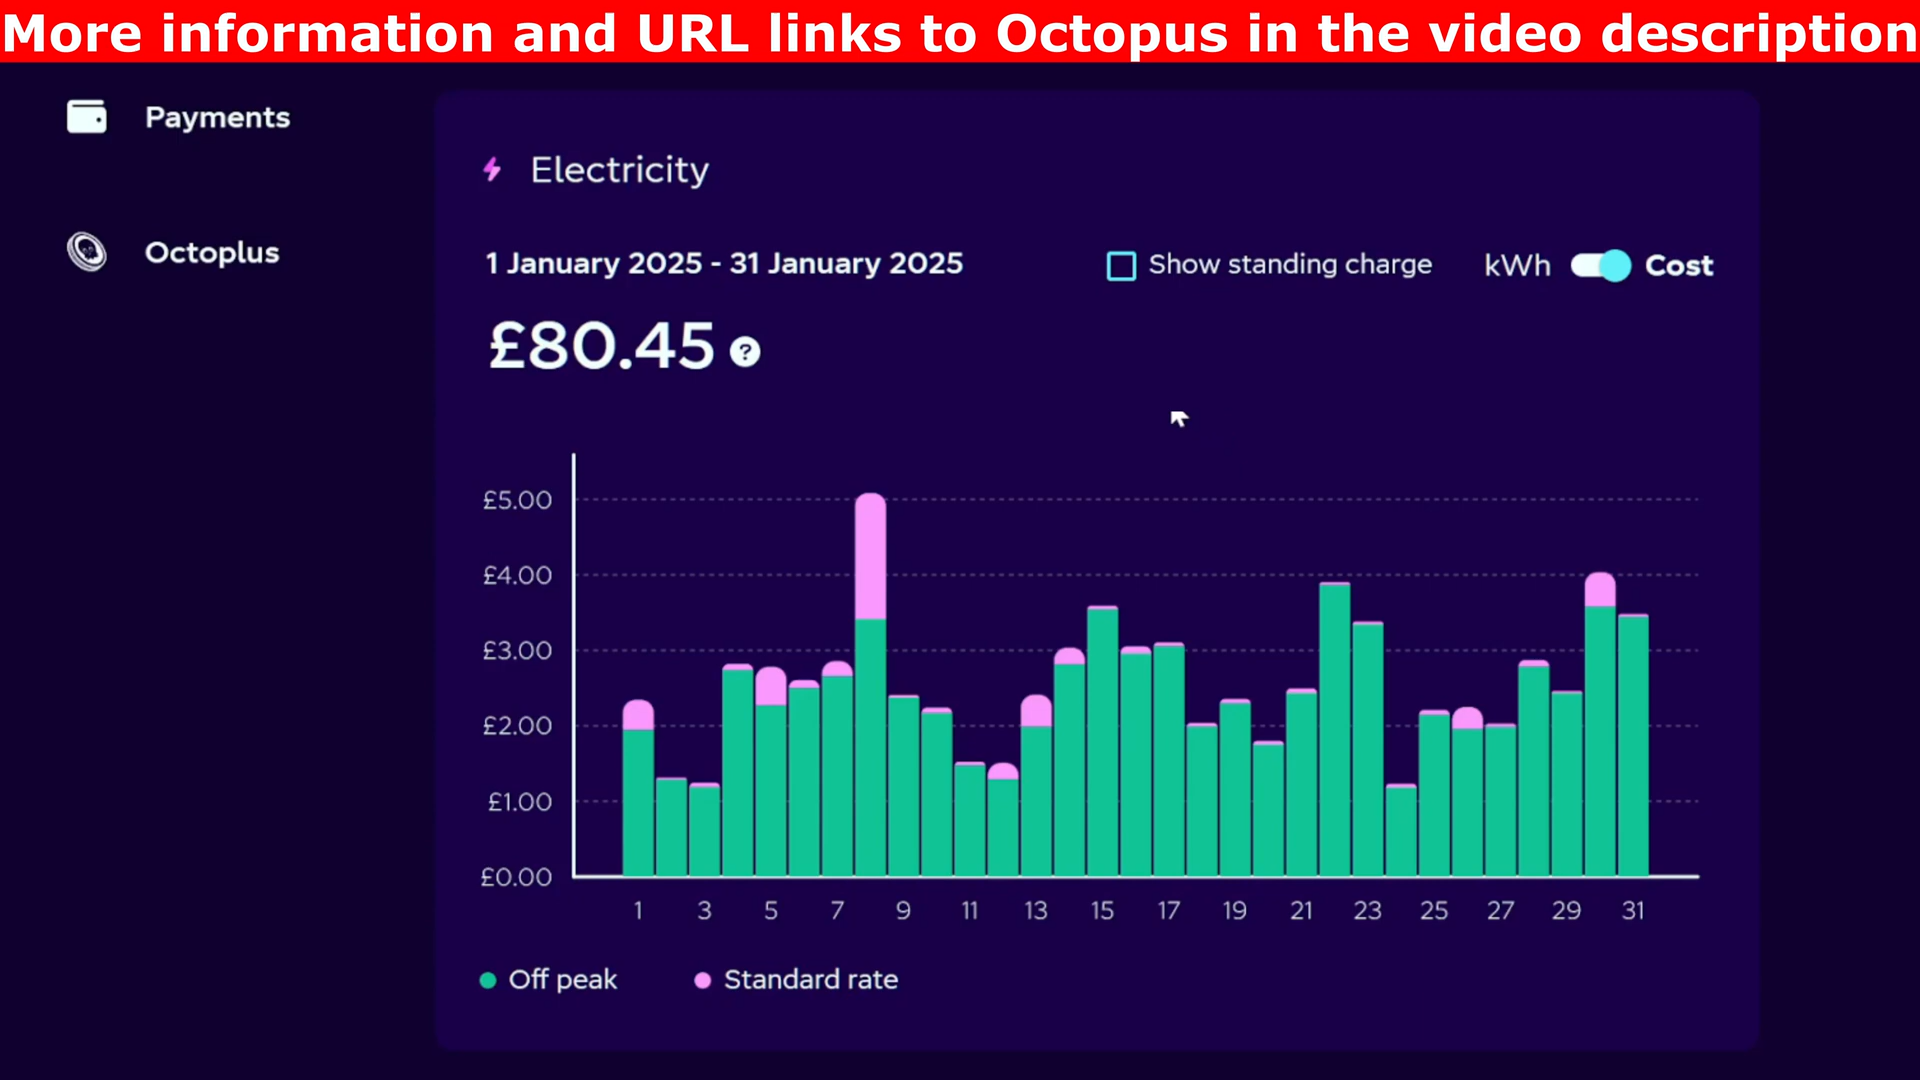 More information and URL links to Octopus in the video description
Payments
Octoplus
Electricity
1 January 2025 - 31 January 2025
Show standing charge
kWh
Cost
£80.45
?
£5.00
£4.00
£3.00
£2.00
£1.00
£0.00
1 3 5 7 9 11 13 15 17 19 21 23 25 27 29 31
Off peak
Standard rate